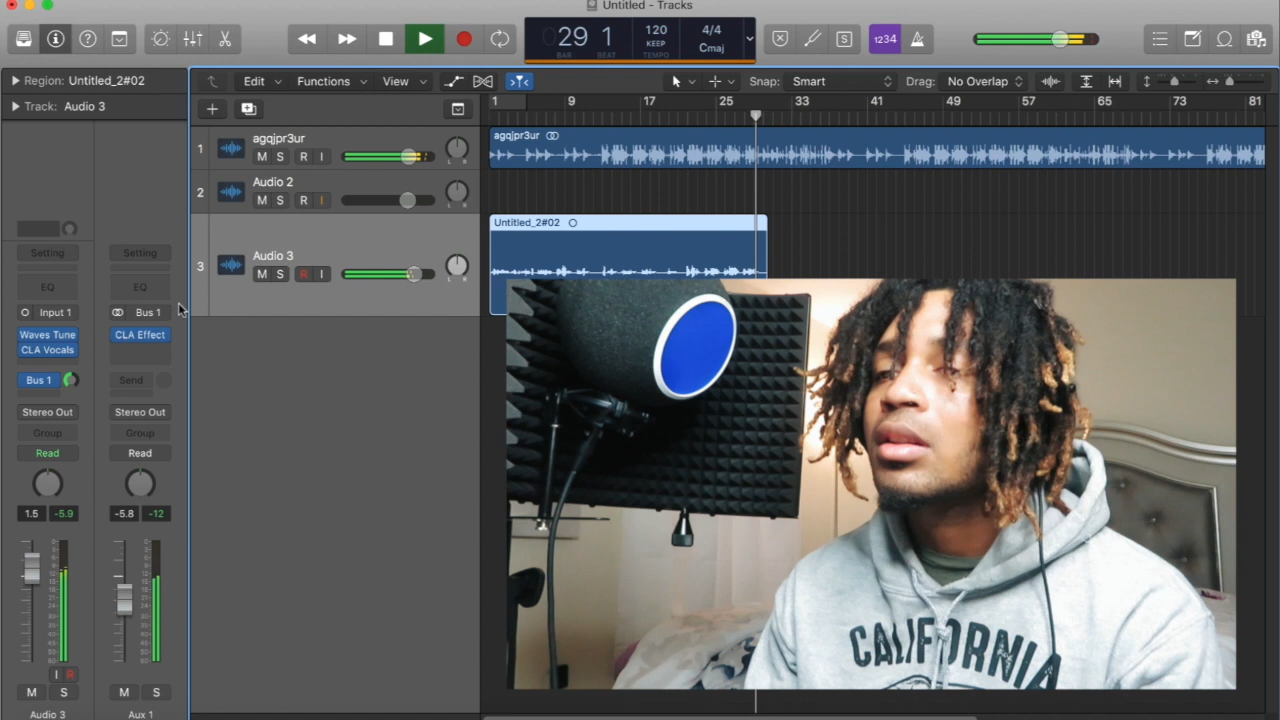 Untitled - Tracks
29 1
BAR BEAT
120
KEEP
TEMPO
4/4
Cmaj
1234
Region: Untitled_2#02
Track: Audio 3
Edit
Functions
View
Snap: Smart
Drag: No Overlap
1 9 17 25 33 41 49 57 65 73 81
1
agqjpr3ur
M S R I
L R
agqjpr3ur
2
Audio 2
M S R I
L R
3
Audio 3
M S R I
L R
Untitled_2#02
Setting Setting
EQ EQ
Input 1 Bus 1
Waves Tune CLA Effect
CLA Vocals
Bus 1 Send
Stereo Out Stereo Out
Group Group
Read Read
1.5 -5.9 -5.8 -12
I R
M S M S
Audio 3 Aux 1
CALIFORNIA